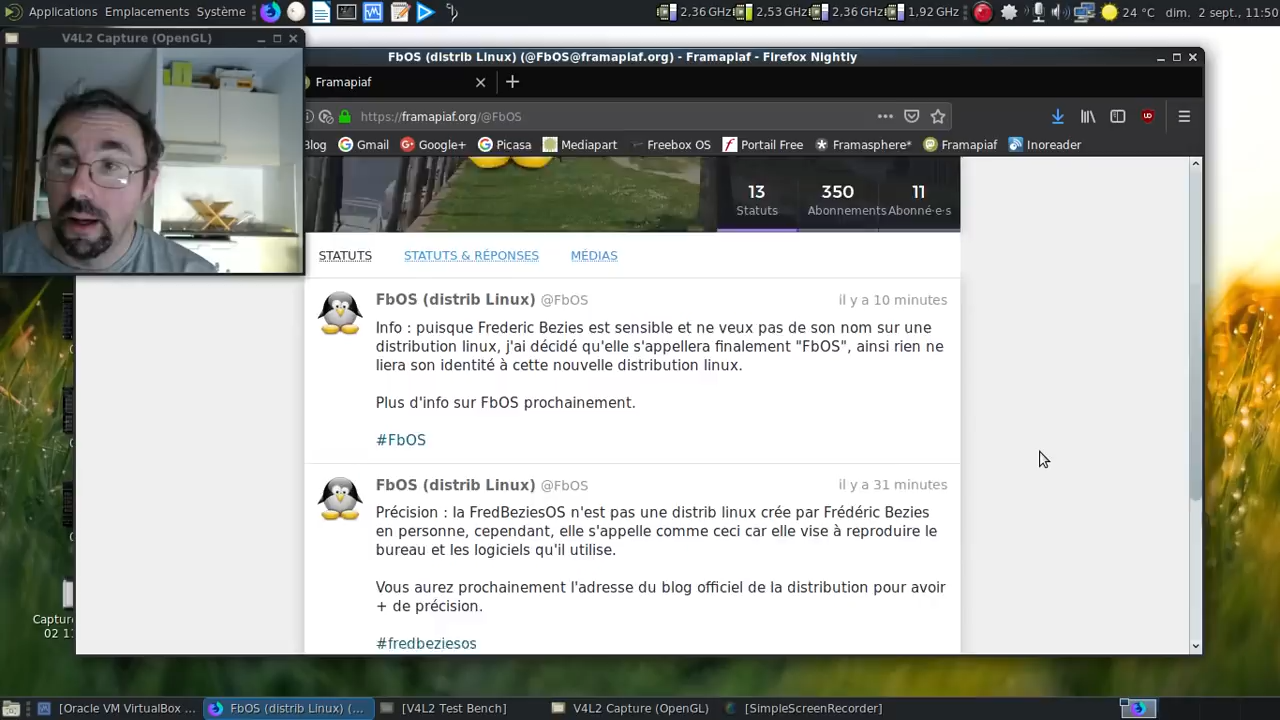 Applications Emplacements Système 2,36 GHz 2,53 GHz 2,36 GHz 1,92 GHz 24 °C dim. 2 sept., 11:50
V4L2 Capture (OpenGL)
FbOS (distrib Linux) (@FbOS@framapiaf.org) - Framapiaf - Firefox Nightly
Framapiaf
https://framapiaf.org/@FbOS
Blog Gmail Google+ Picasa Mediapart Freebox OS Portail Free Framasphere* Framapiaf Inoreader
13 350 11
Statuts Abonnements Abonné·e·s
STATUTS STATUTS & RÉPONSES MÉDIAS
FbOS (distrib Linux) @FbOS il y a 10 minutes
Info : puisque Frederic Bezies est sensible et ne veux pas de son nom sur une
distribution linux, j'ai décidé qu'elle s'appellera finalement "FbOS", ainsi rien ne
liera son identité à cette nouvelle distribution linux.
Plus d'info sur FbOS prochainement.
#FbOS
FbOS (distrib Linux) @FbOS il y a 31 minutes
Précision : la FredBeziesOS n'est pas une distrib linux crée par Frédéric Bezies
en personne, cependant, elle s'appelle comme ceci car elle vise à reproduire le
bureau et les logiciels qu'il utilise.
Vous aurez prochainement l'adresse du blog officiel de la distribution pour avoir
+ de précision.
#fredbeziesos
Capture
02 11
[Oracle VM VirtualBox ... FbOS (distrib Linux) (... [V4L2 Test Bench] V4L2 Capture (OpenGL) [SimpleScreenRecorder]